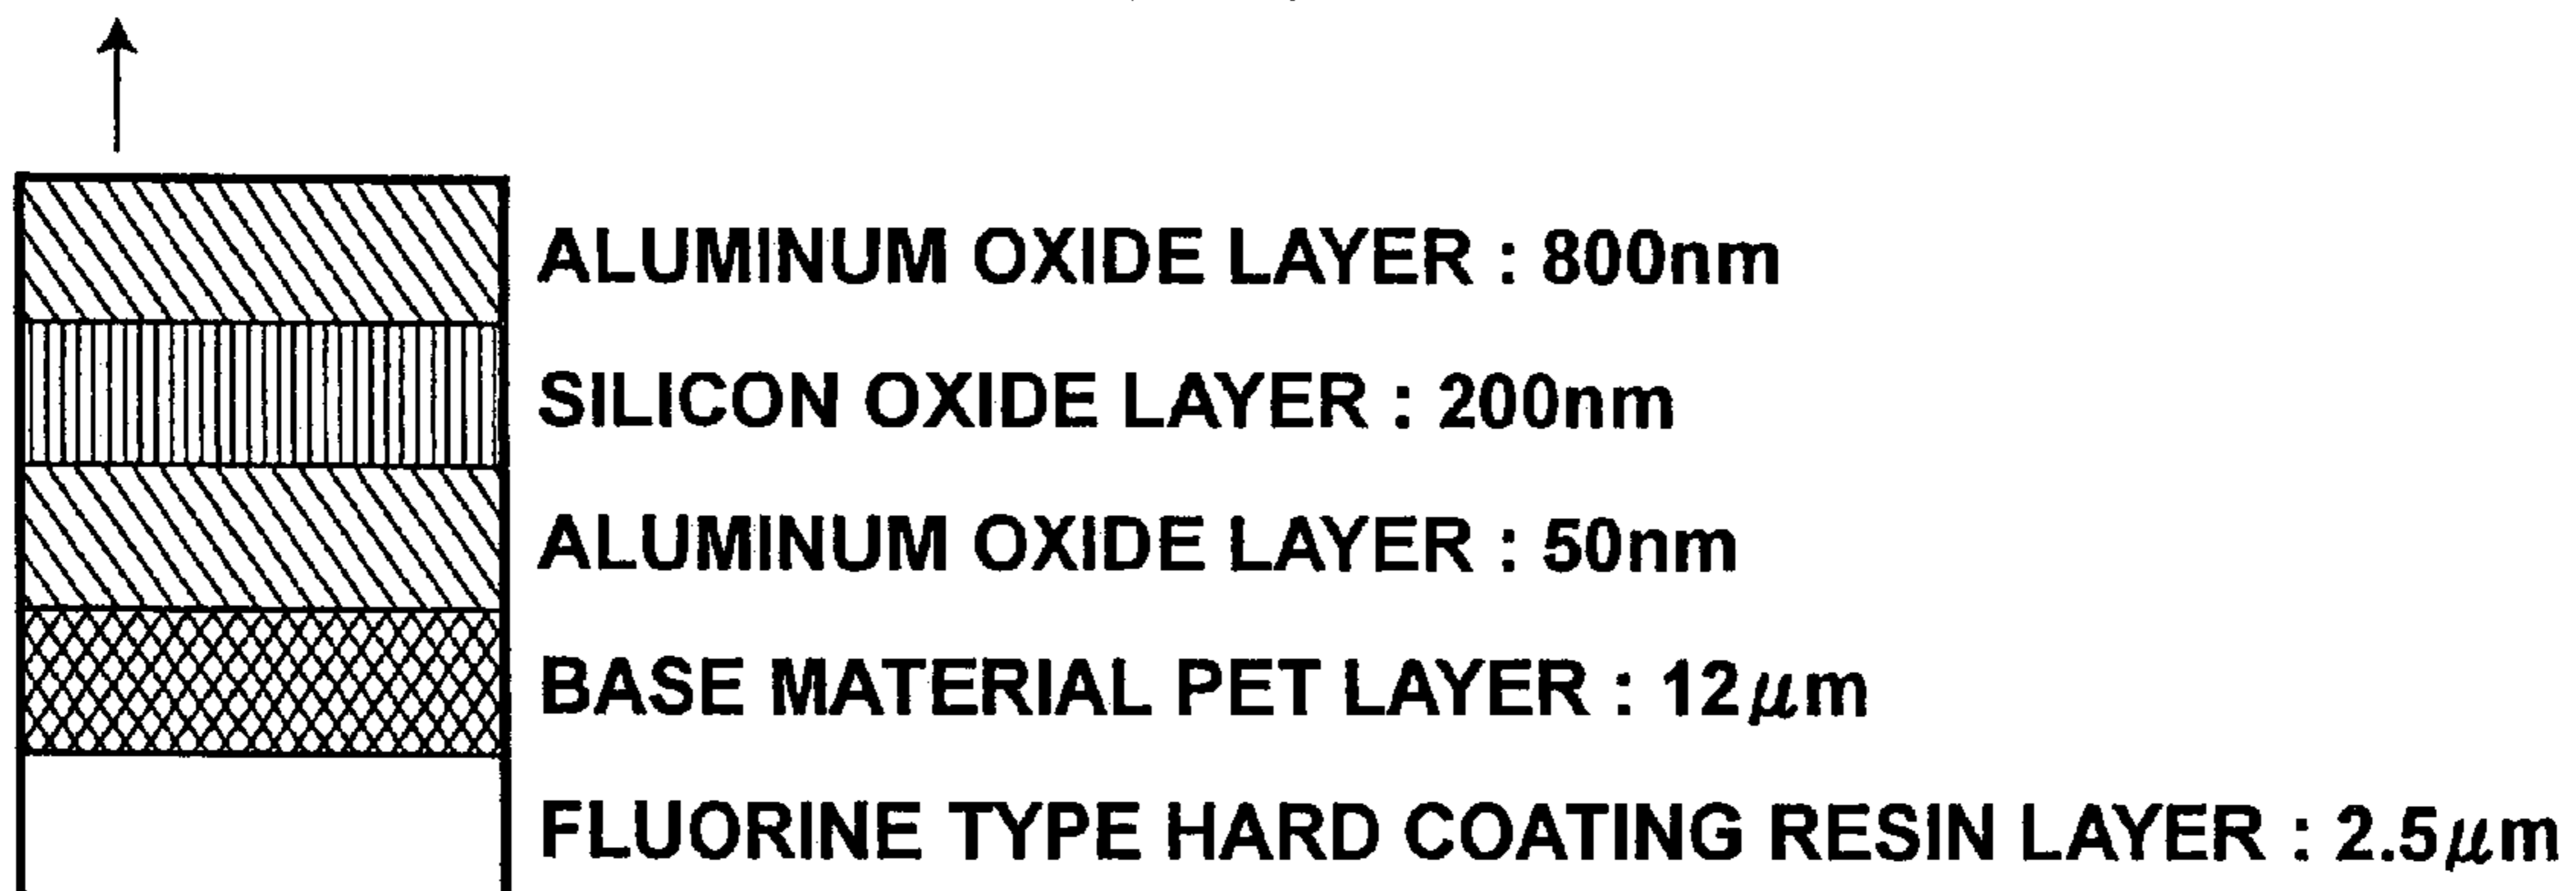 ALUMINUM OXIDE LAYER : 800nm
SILICON OXIDE LAYER : 200nm
ALUMINUM OXIDE LAYER : 50nm
BASE MATERIAL PET LAYER : 12μm
FLUORINE TYPE HARD COATING RESIN LAYER : 2.5μm